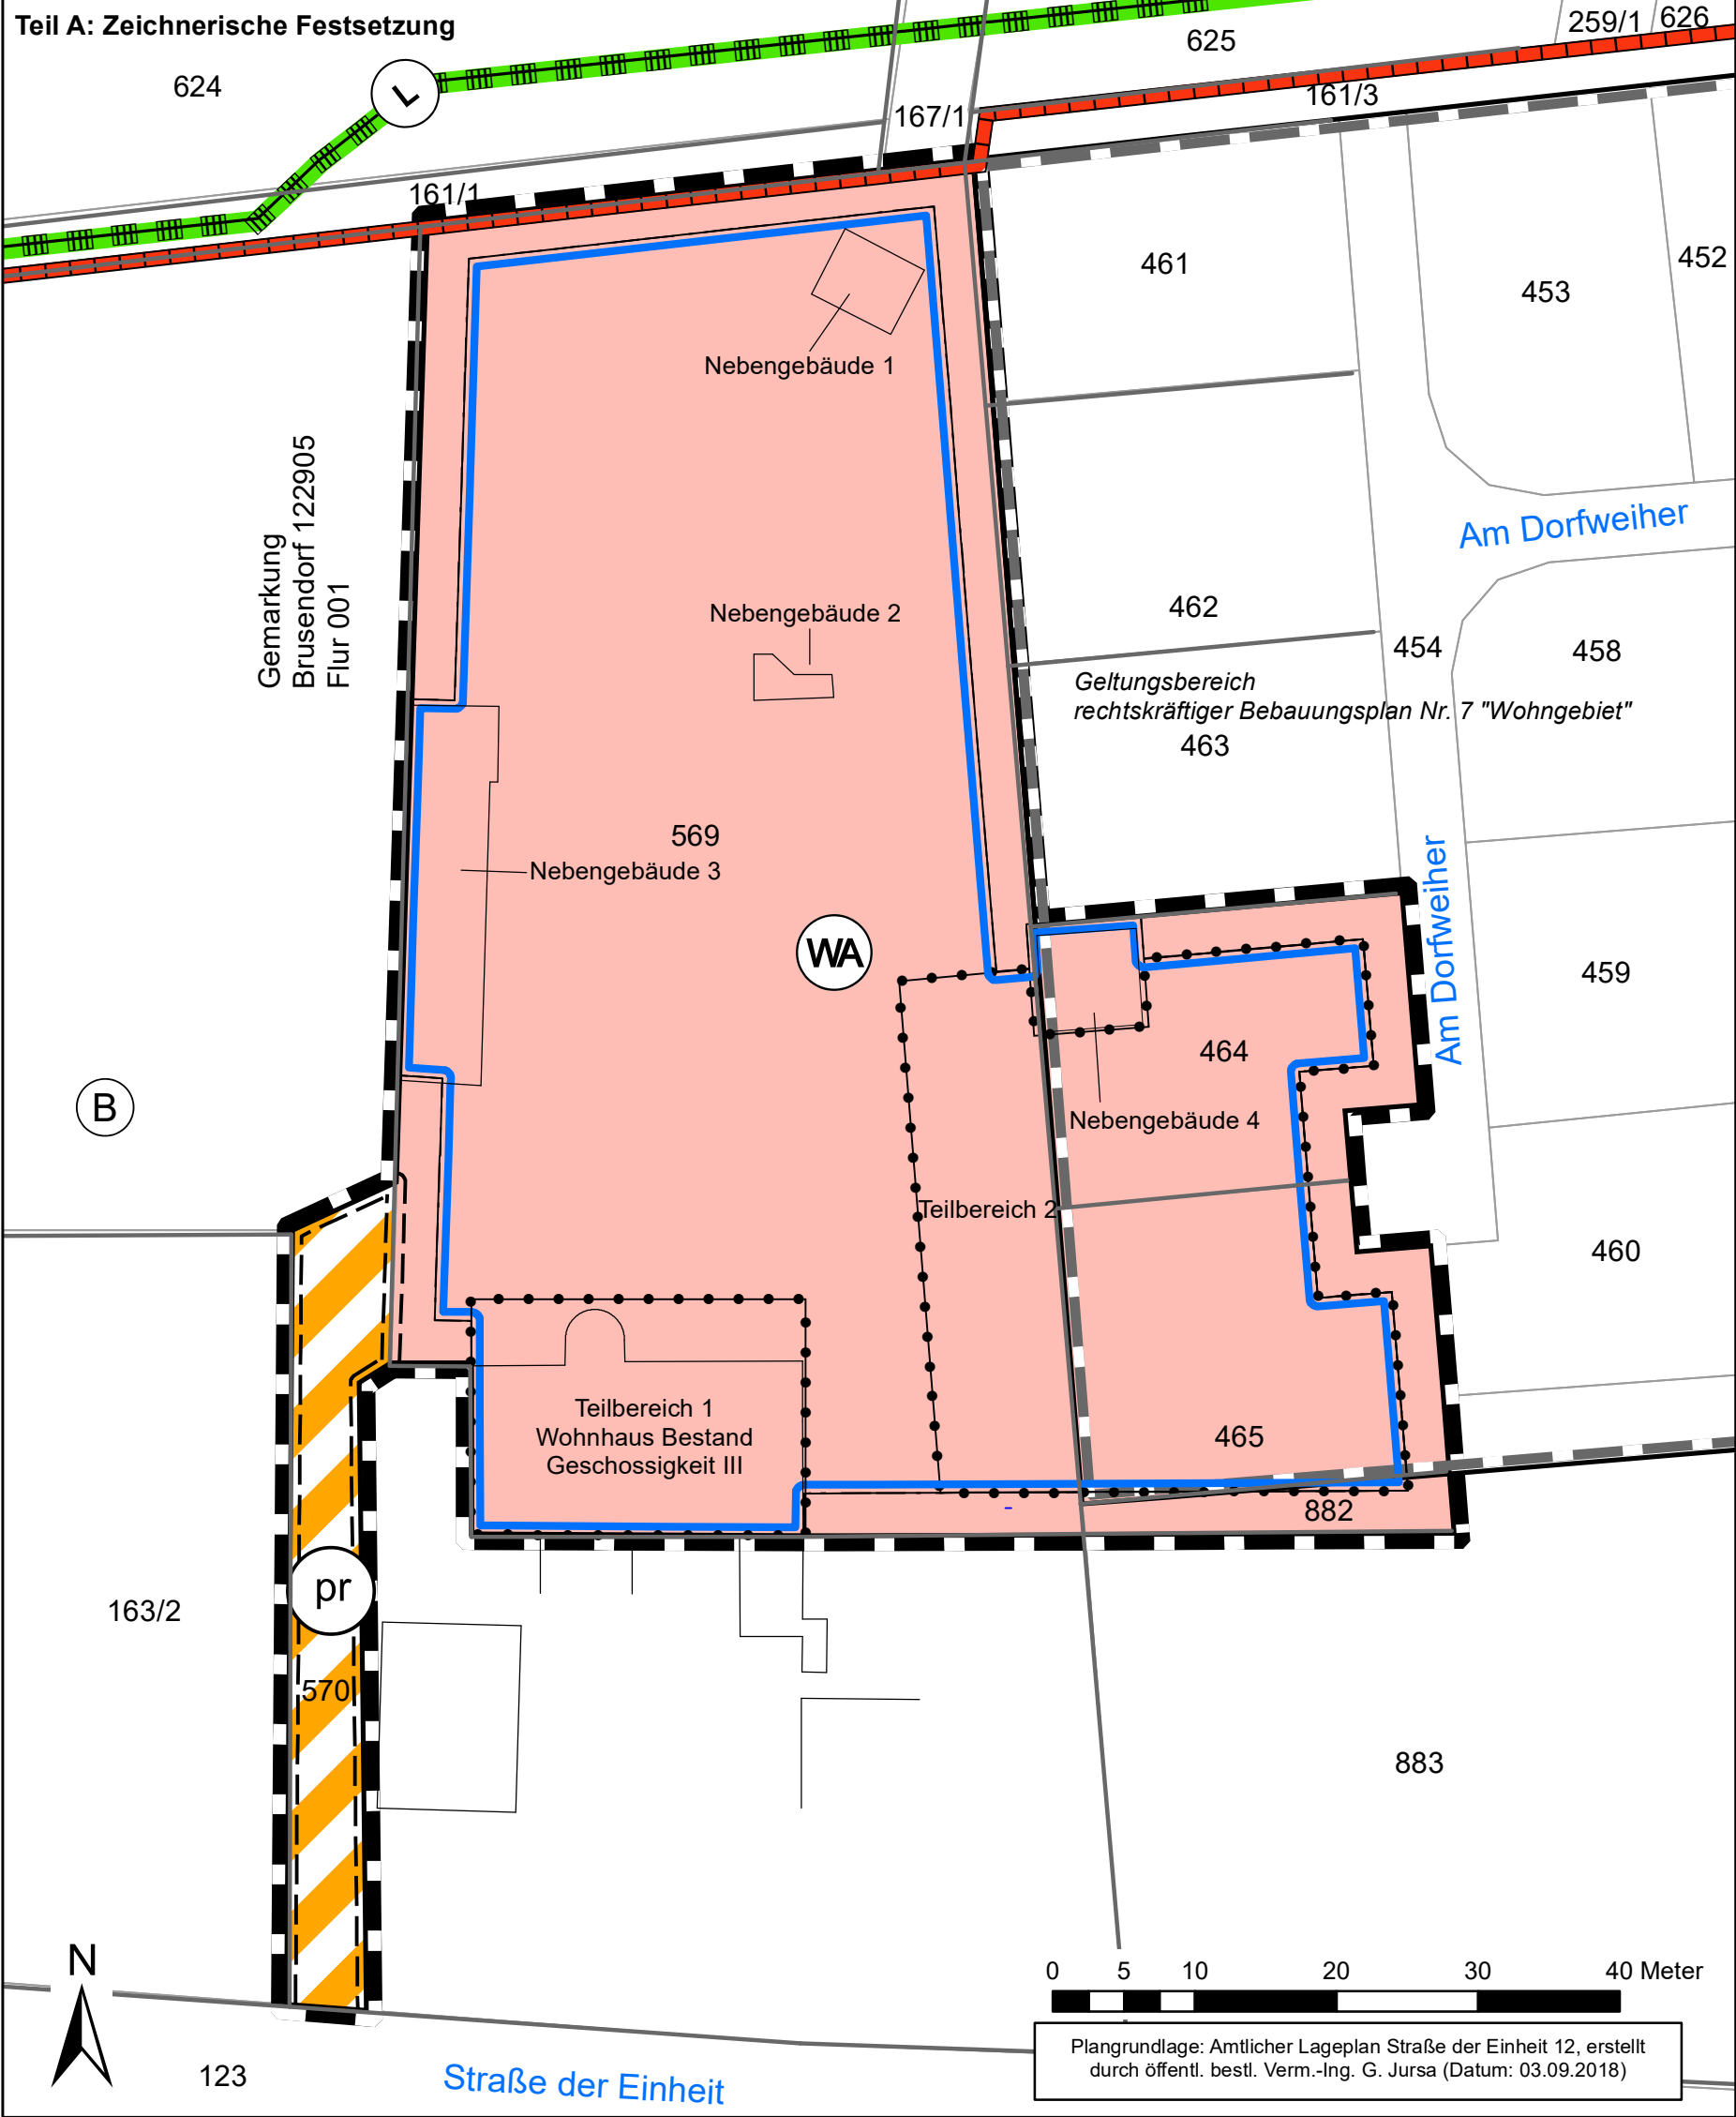 Teil A: Zeichnerische Festsetzung
259/1
626
625
624
L
161/3
167/1
161/1
461
452
453
Nebengebäude 1
Gemarkung
Brusendorf 122905
Flur 001
Am Dorfweiher
462
Nebengebäude 2
454
458
Geltungsbereich
rechtskräftiger Bebauungsplan Nr. 7 "Wohngebiet"
463
569
Nebengebäude 3
Am Dorfweiher
WA
459
464
B
Nebengebäude 4
Teilbereich 2
460
Teilbereich 1
Wohnhaus Bestand
Geschossigkeit III
465
-
882
pr
163/2
570
883
N
0 5 10 20 30 40 Meter
Plangrundlage: Amtlicher Lageplan Straße der Einheit 12, erstellt
durch öffentl. bestl. Verm.-Ing. G. Jursa (Datum: 03.09.2018)
123
Straße der Einheit